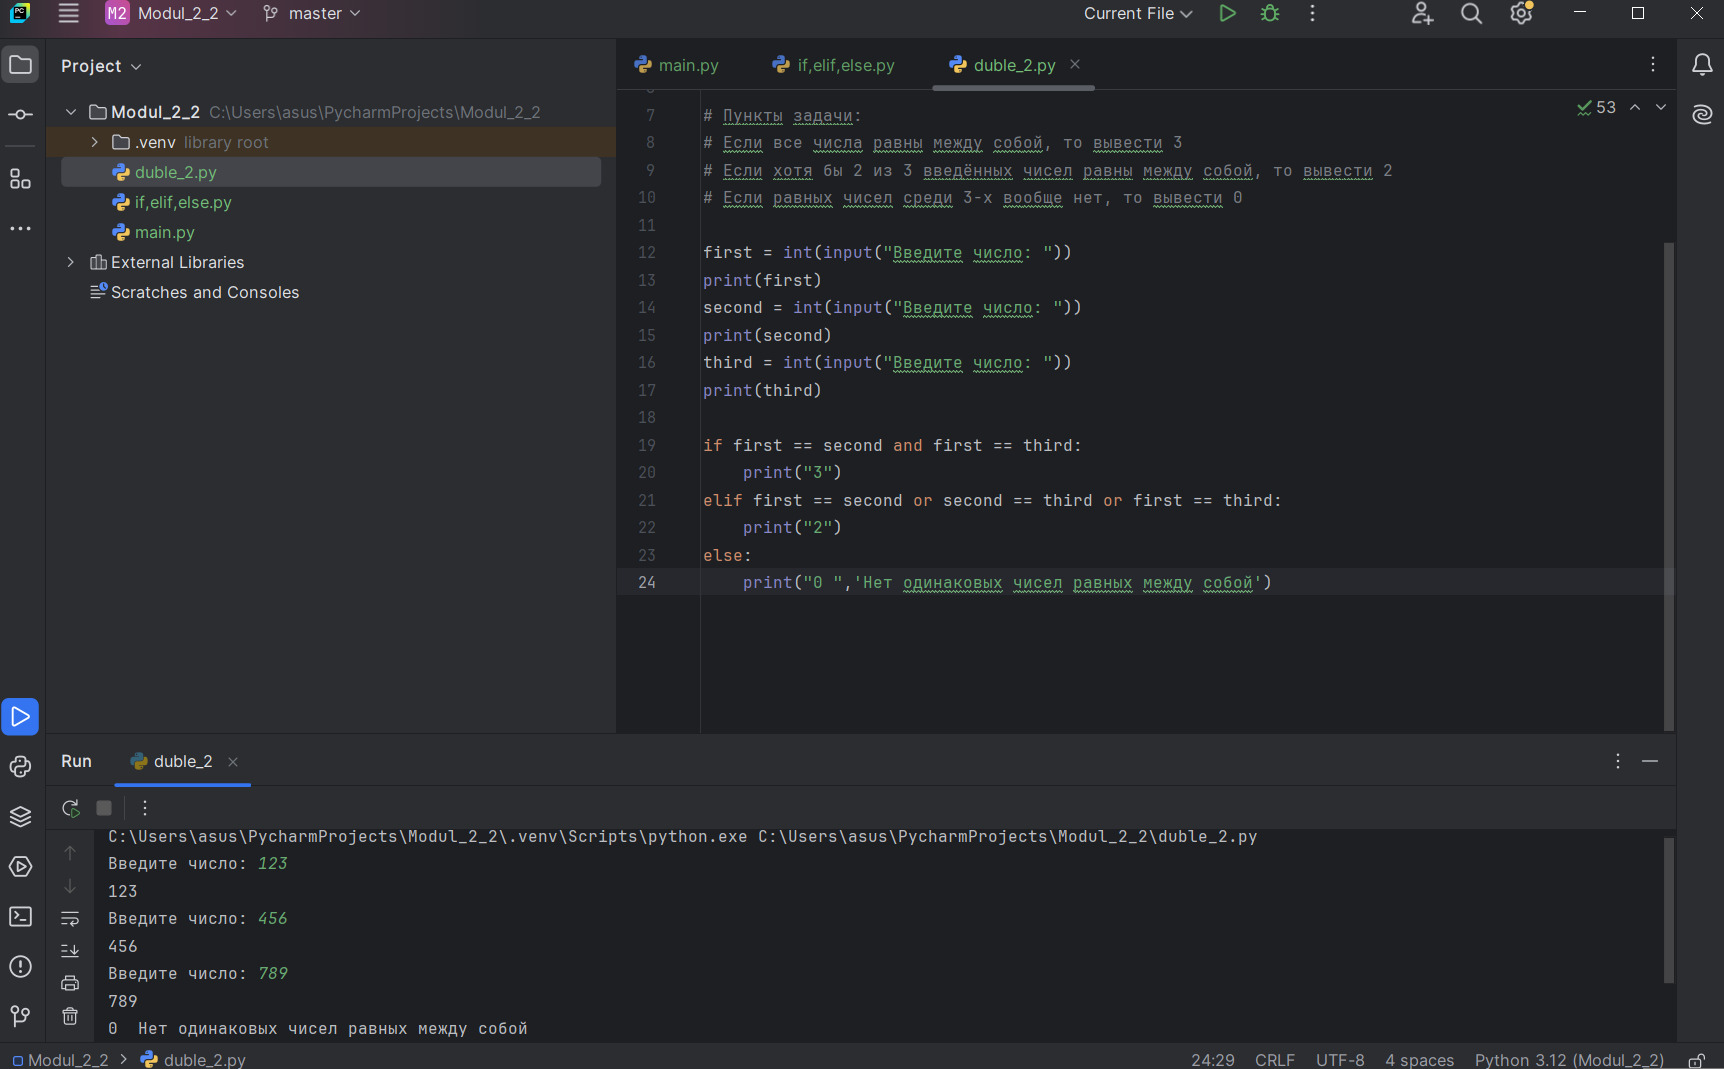 PC M2 Modul_2_2 master Current File
Project
main.py if,elif,else.py duble_2.py
Modul_2_2 C:\Users\asus\PycharmProjects\Modul_2_2
.venv library root
duble_2.py
if,elif,else.py
main.py
External Libraries
Scratches and Consoles
53
7 # Пункты задачи:
8 # Если все числа равны между собой, то вывести 3
9 # Если хотя бы 2 из 3 введённых чисел равны между собой, то вывести 2
10 # Если равных чисел среди 3-х вообще нет, то вывести 0
11
12 first = int(input("Введите число: "))
13 print(first)
14 second = int(input("Введите число: "))
15 print(second)
16 third = int(input("Введите число: "))
17 print(third)
18
19 if first == second and first == third:
20     print("3")
21 elif first == second or second == third or first == third:
22     print("2")
23 else:
24     print("0 ",'Нет одинаковых чисел равных между собой')
Run duble_2
C:\Users\asus\PycharmProjects\Modul_2_2\.venv\Scripts\python.exe C:\Users\asus\PycharmProjects\Modul_2_2\duble_2.py
Введите число: 123
123
Введите число: 456
456
Введите число: 789
789
0  Нет одинаковых чисел равных между собой
Modul_2_2 > duble_2.py 24:29 CRLF UTF-8 4 spaces Python 3.12 (Modul_2_2)